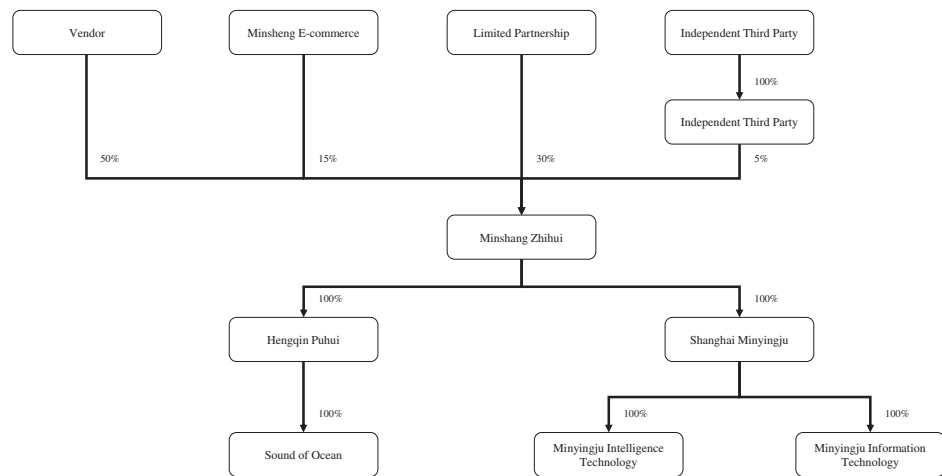 Vendor
Minsheng E-commerce
Limited Partnership
Independent Third Party
100%
Independent Third Party
50%
15%
30%
5%
Minshang Zhihui
100%
100%
Hengqin Puhui
Shanghai Minyingju
100%
100%
100%
Sound of Ocean
Minyingju Intelligence
Technology
Minyingju Information
Technology